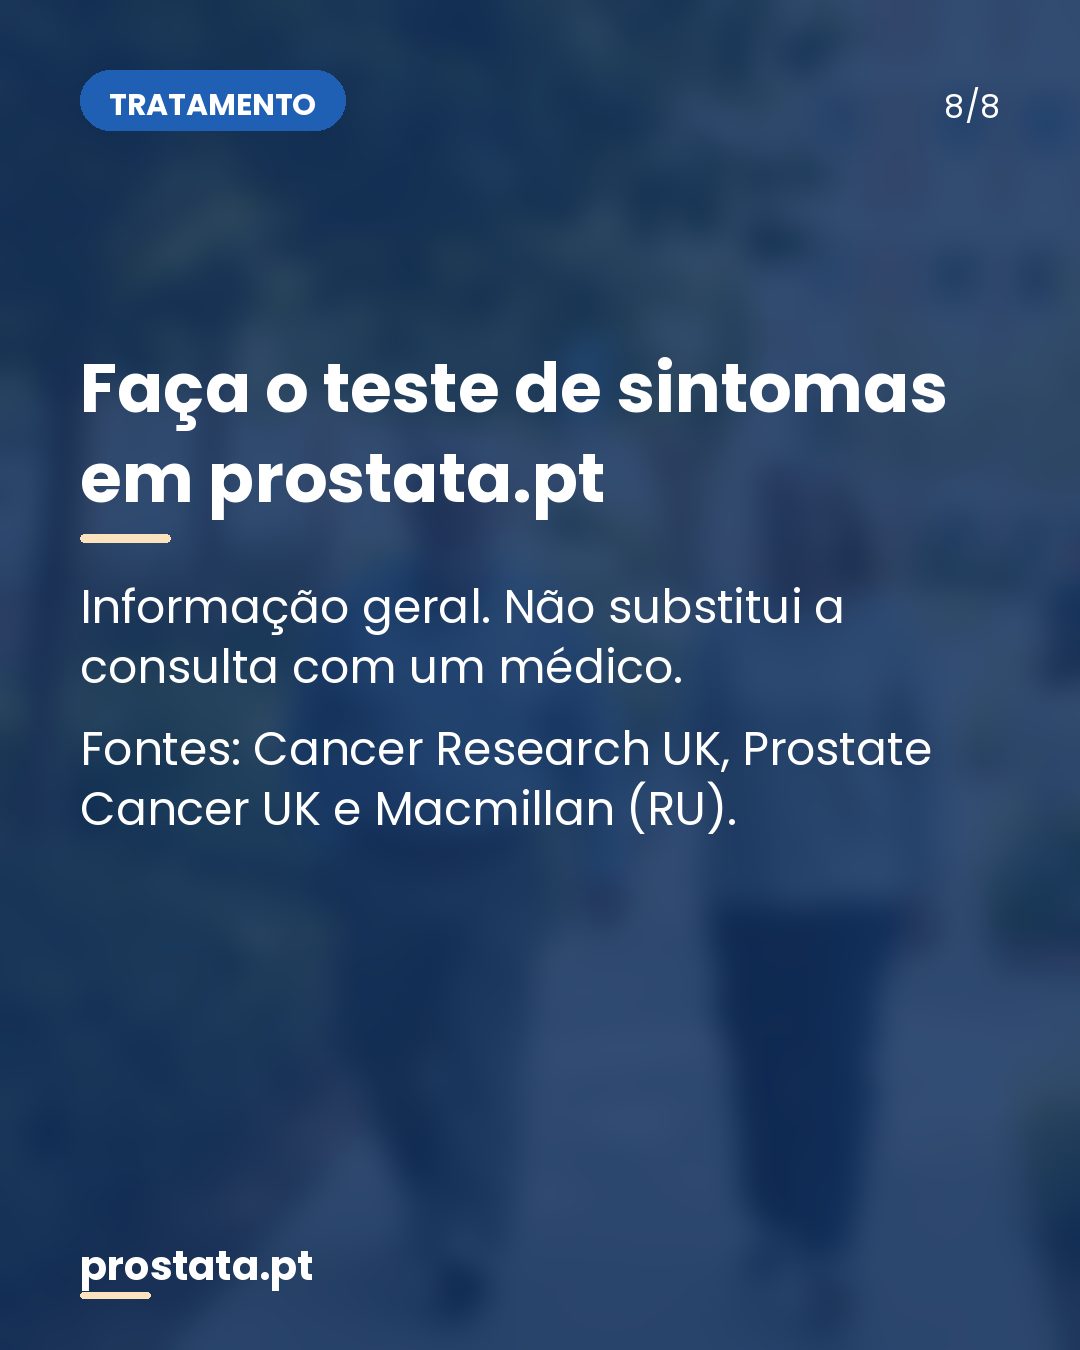 TRATAMENTO
8/8
Faça o teste de sintomas
em prostata.pt
Informação geral. Não substitui a
consulta com um médico.
Fontes: Cancer Research UK, Prostate
Cancer UK e Macmillan (RU).
prostata.pt